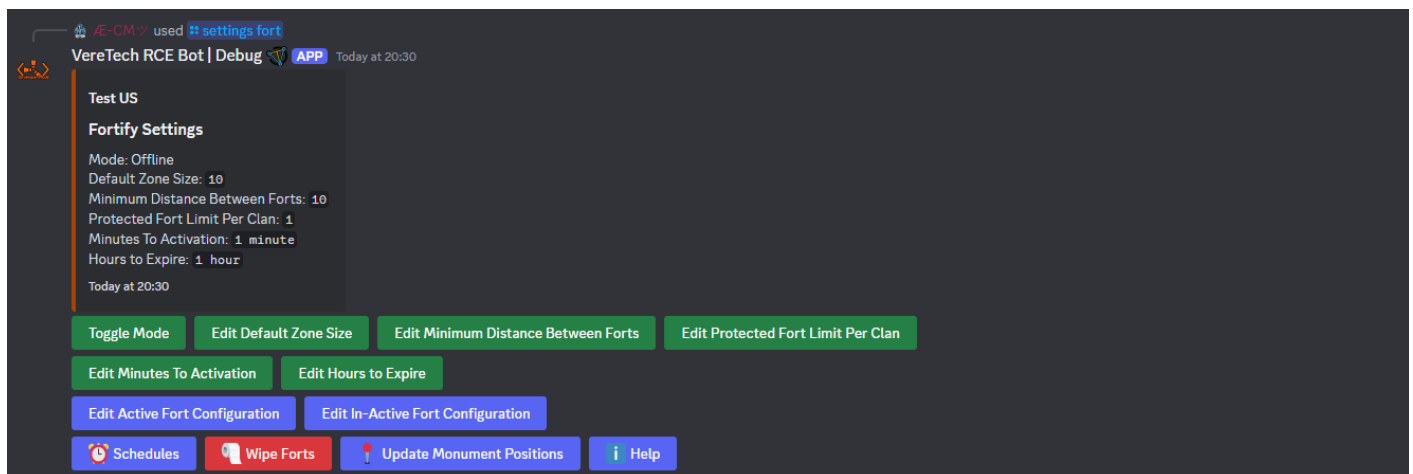 Æ-CMツ used settings fort
VereTech RCE Bot | Debug APP Today at 20:30
Test US
Fortify Settings
Mode: Offline
Default Zone Size: 10
Minimum Distance Between Forts: 10
Protected Fort Limit Per Clan: 1
Minutes To Activation: 1 minute
Hours to Expire: 1 hour
Today at 20:30
Toggle Mode Edit Default Zone Size Edit Minimum Distance Between Forts Edit Protected Fort Limit Per Clan
Edit Minutes To Activation Edit Hours to Expire
Edit Active Fort Configuration Edit In-Active Fort Configuration
Schedules Wipe Forts Update Monument Positions Help